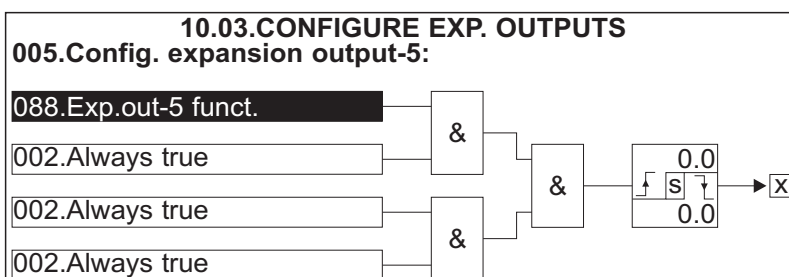 10.03.CONFIGURE EXP. OUTPUTS
005.Config. expansion output-5:
088.Exp.out-5 funct.
&
002.Always true
&
0.0
S
X
0.0
002.Always true
&
002.Always true